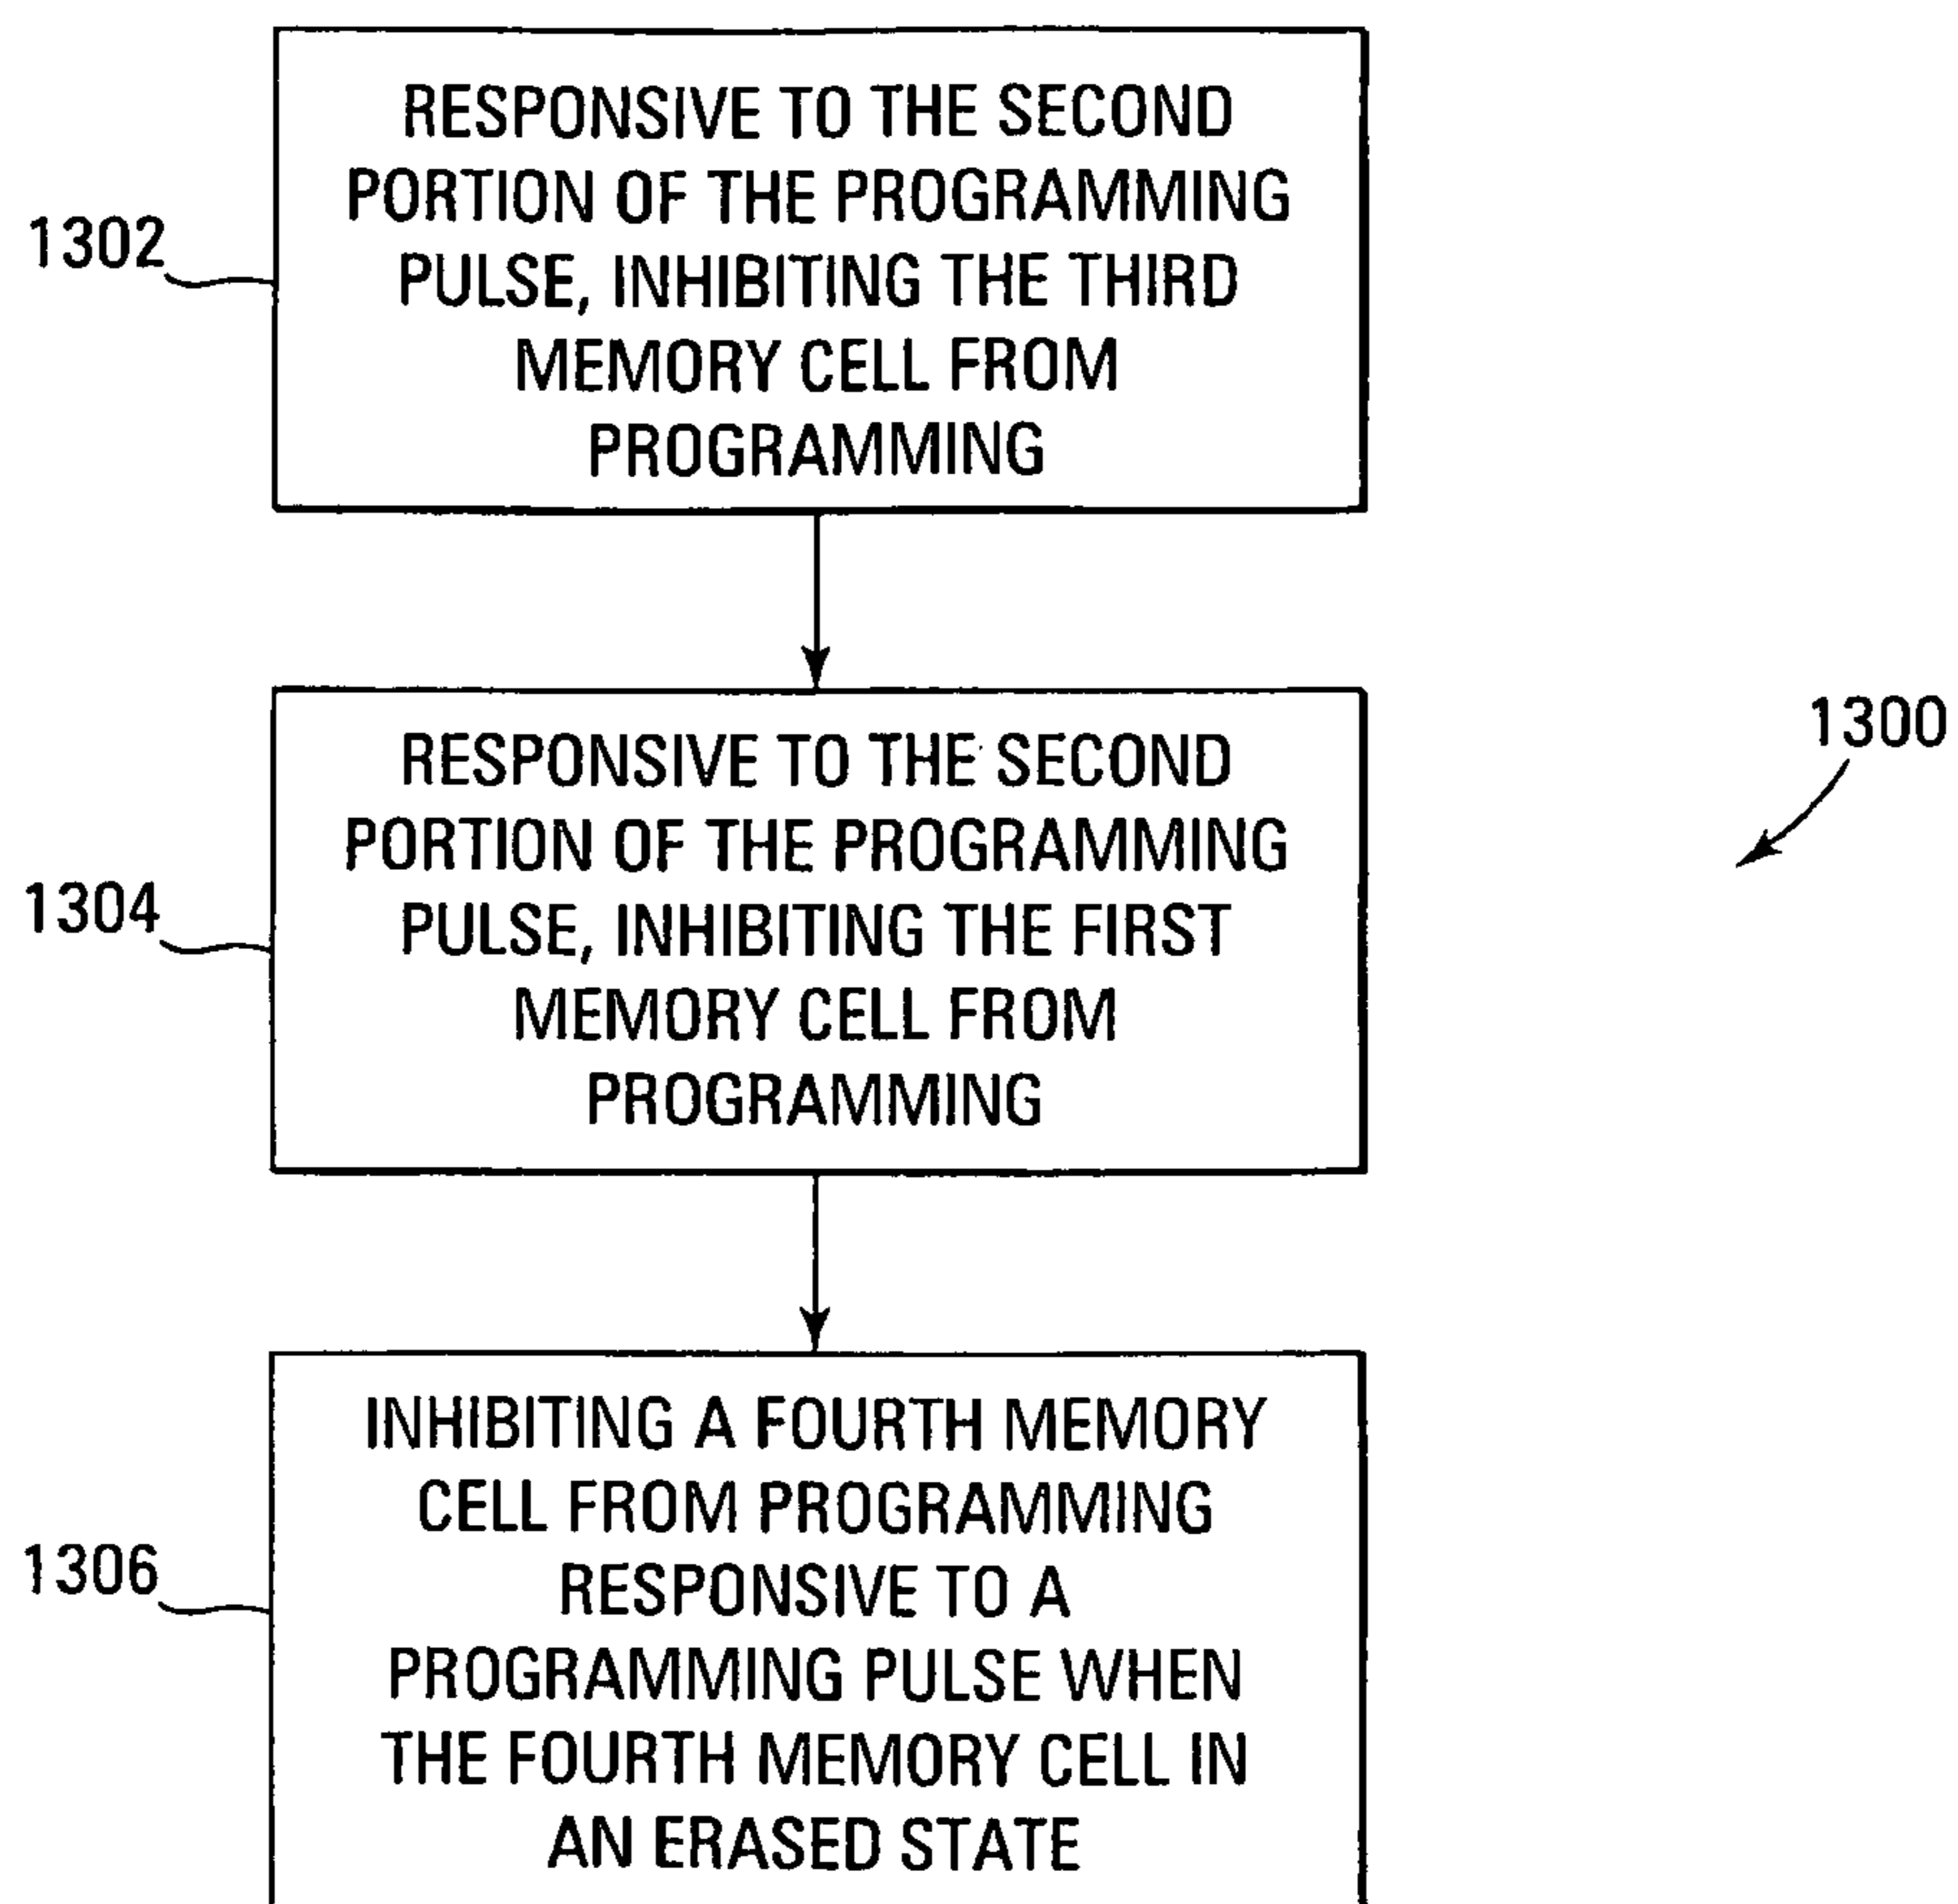 1302
RESPONSIVE TO THE SECOND
PORTION OF THE PROGRAMMING
PULSE, INHIBITING THE THIRD
MEMORY CELL FROM
PROGRAMMING
1300
1304
RESPONSIVE TO THE SECOND
PORTION OF THE PROGRAMMING
PULSE, INHIBITING THE FIRST
MEMORY CELL FROM
PROGRAMMING
1306
INHIBITING A FOURTH MEMORY
CELL FROM PROGRAMMING
RESPONSIVE TO A
PROGRAMMING PULSE WHEN
THE FOURTH MEMORY CELL IN
AN ERASED STATE